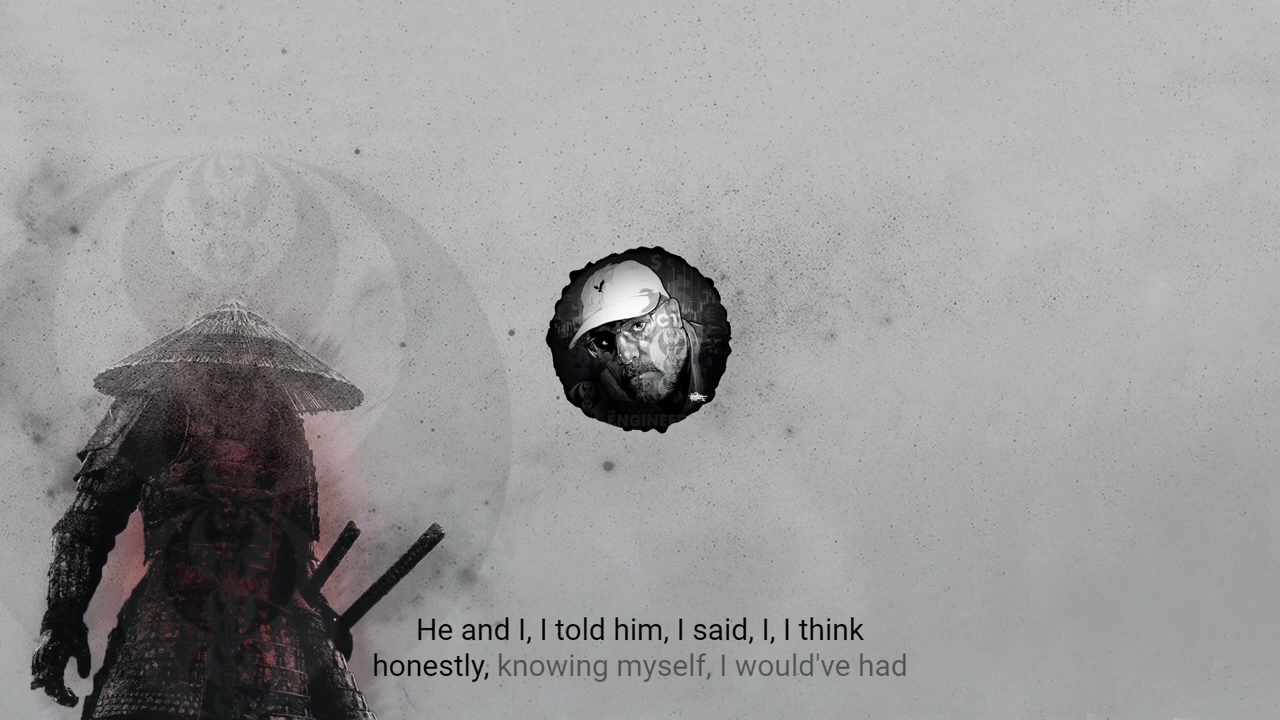 He and I, I told him, I said, I, I think
honestly, knowing myself, I would've had